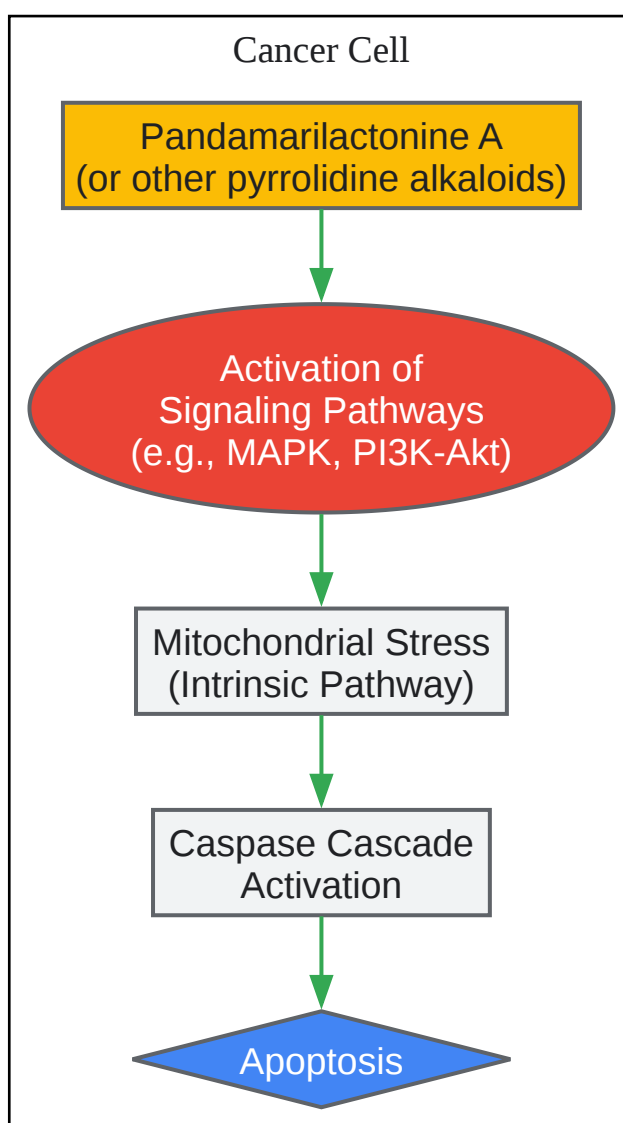 Cancer Cell
Pandamarilactonine A
(or other pyrrolidine alkaloids)
Activation of
Signaling Pathways
(e.g., MAPK, PI3K-Akt)
Mitochondrial Stress
(Intrinsic Pathway)
Caspase Cascade
Activation
Apoptosis